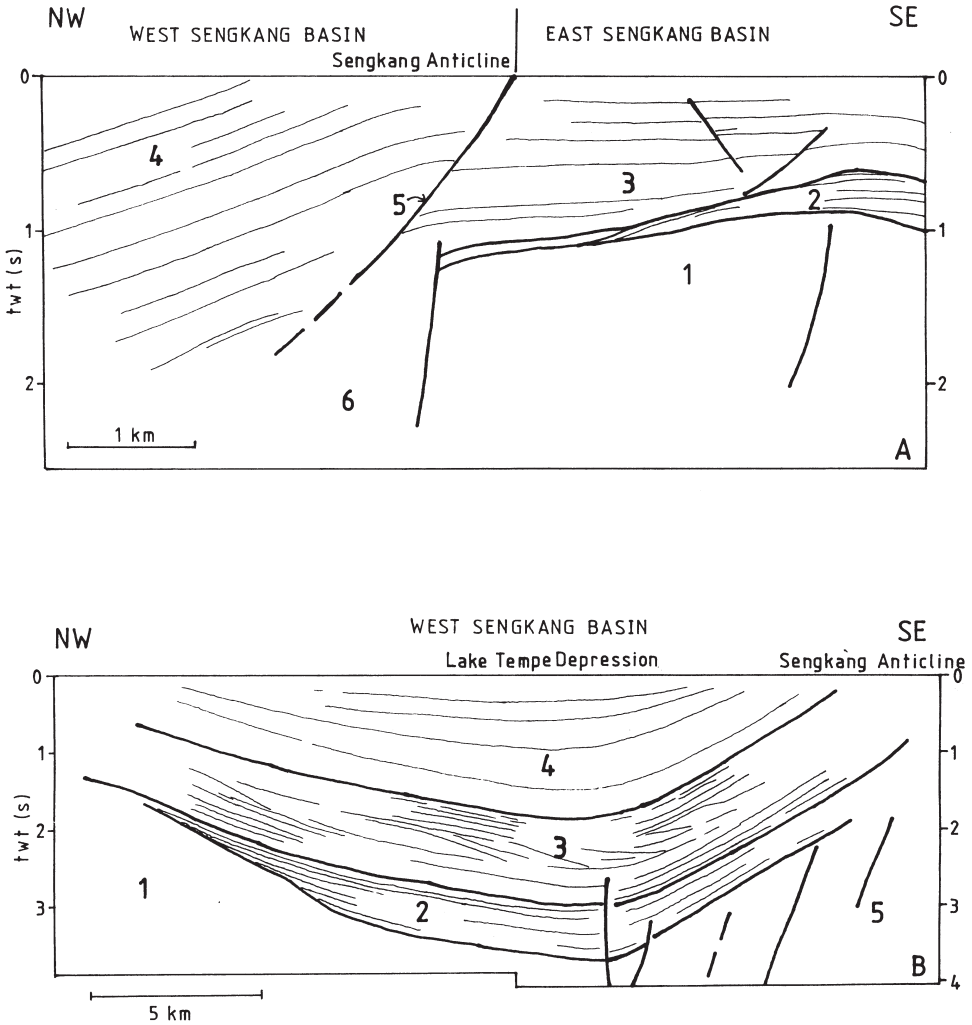 NW SE
WEST SENGKANG BASIN EAST SENGKANG BASIN
Sengkang Anticline
0 0
4
3
5 2
1 1
1
twt (s)
2 2
6
1 km
A
WEST SENGKANG BASIN
NW SE
Lake Tempe Depression Sengkang Anticline
0 0
1 1
4
twt (s)
2 2
3
1
3 2 5 3
B
4
5 km